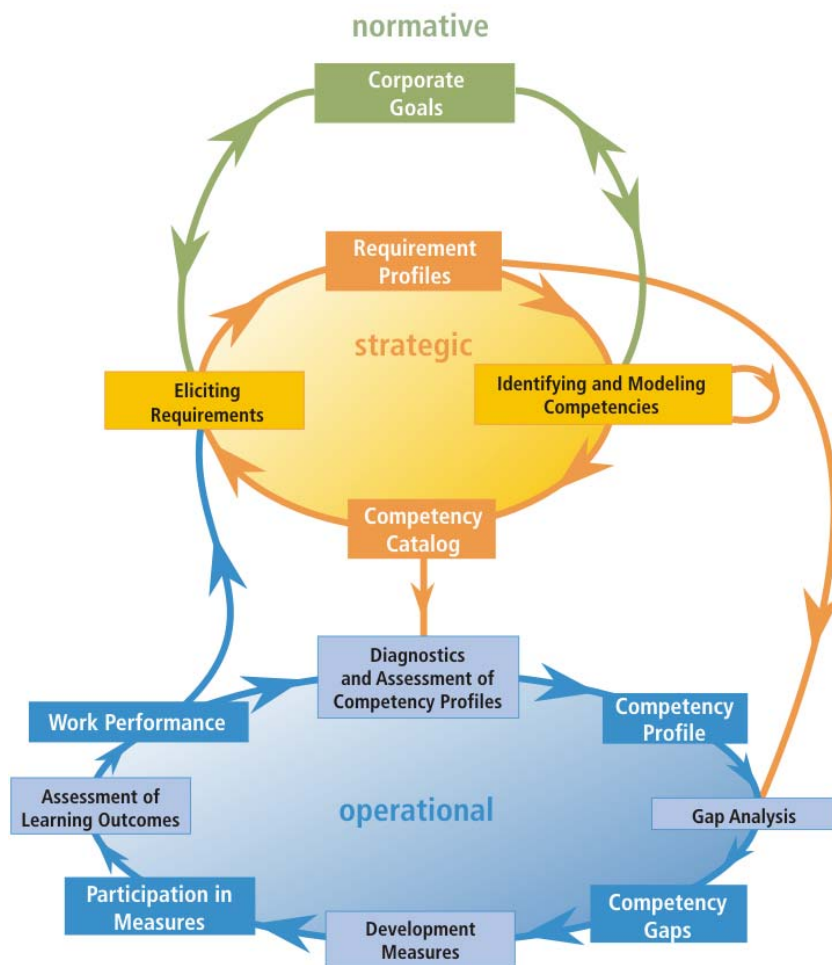 normative
Corporate
Goals
Requirement
Profiles
strategic
Eliciting
Requirements
Identifying and Modeling
Competencies
Competency
Catalog
Diagnostics
and Assessment of
Competency Profiles
Work Performance
Competency
Profile
Assessment of
Learning Outcomes
operational
Gap Analysis
Participation in
Measures
Development
Measures
Competency
Gaps